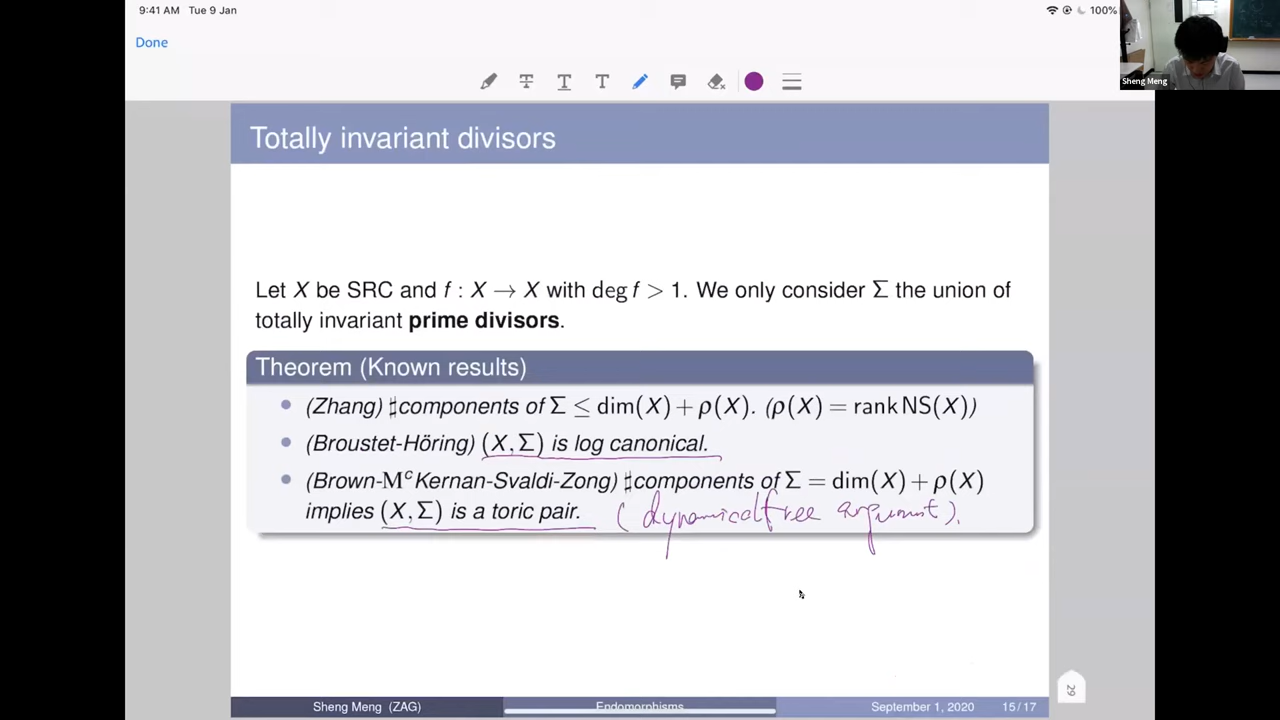 9:41 AM Tue 9 Jan
100%
Done
Sheng Meng
Totally invariant divisors
Let X be SRC and f : X → X with deg f > 1. We only consider Σ the union of
totally invariant prime divisors.
Theorem (Known results)
• (Zhang) ♯components of Σ ≤ dim(X) + ρ(X). (ρ(X) = rank NS(X))
• (Broustet-Höring) (X, Σ) is log canonical.
• (Brown-MᶜKernan-Svaldi-Zong) ♯components of Σ = dim(X) + ρ(X)
implies (X, Σ) is a toric pair. (dynamical free argument).
29
Sheng Meng (ZAG) Endomorphisms September 1, 2020 15 / 17